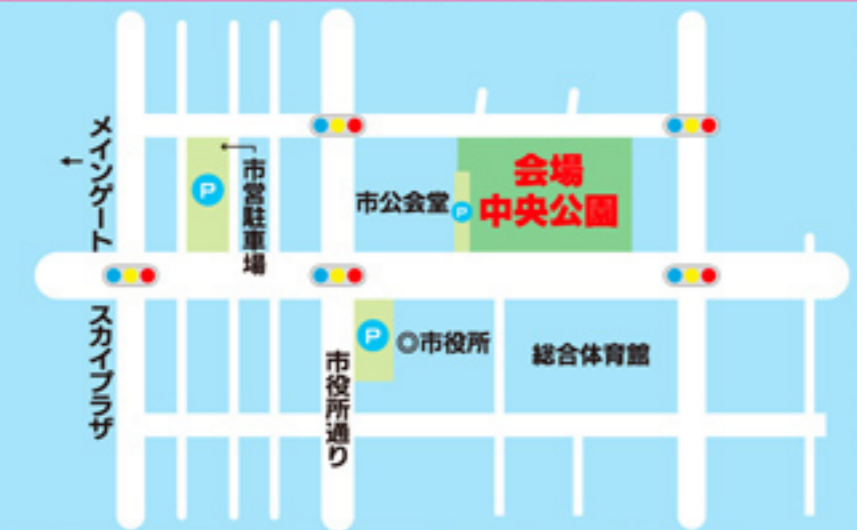 メインゲート
←
スカイプラザ
P
市営駐車場
市公会堂
P
会場
中央公園
P
◎市役所
市役所通り
総合体育館